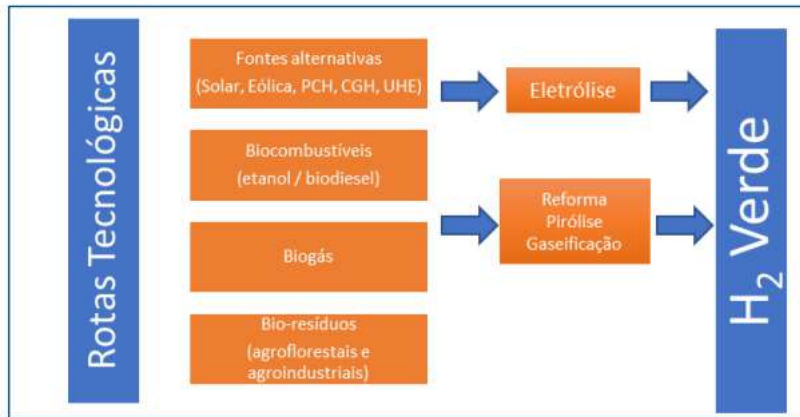 Rotas Tecnológicas
Fontes alternativas
(Solar, Eólica, PCH, CGH, UHE)
Eletrólise
Biocombustíveis
(etanol / biodiesel)
Reforma
Pirólise
Gaseificação
Biogás
Bio-resíduos
(agroflorestais e
agroindustriais)
H₂ Verde